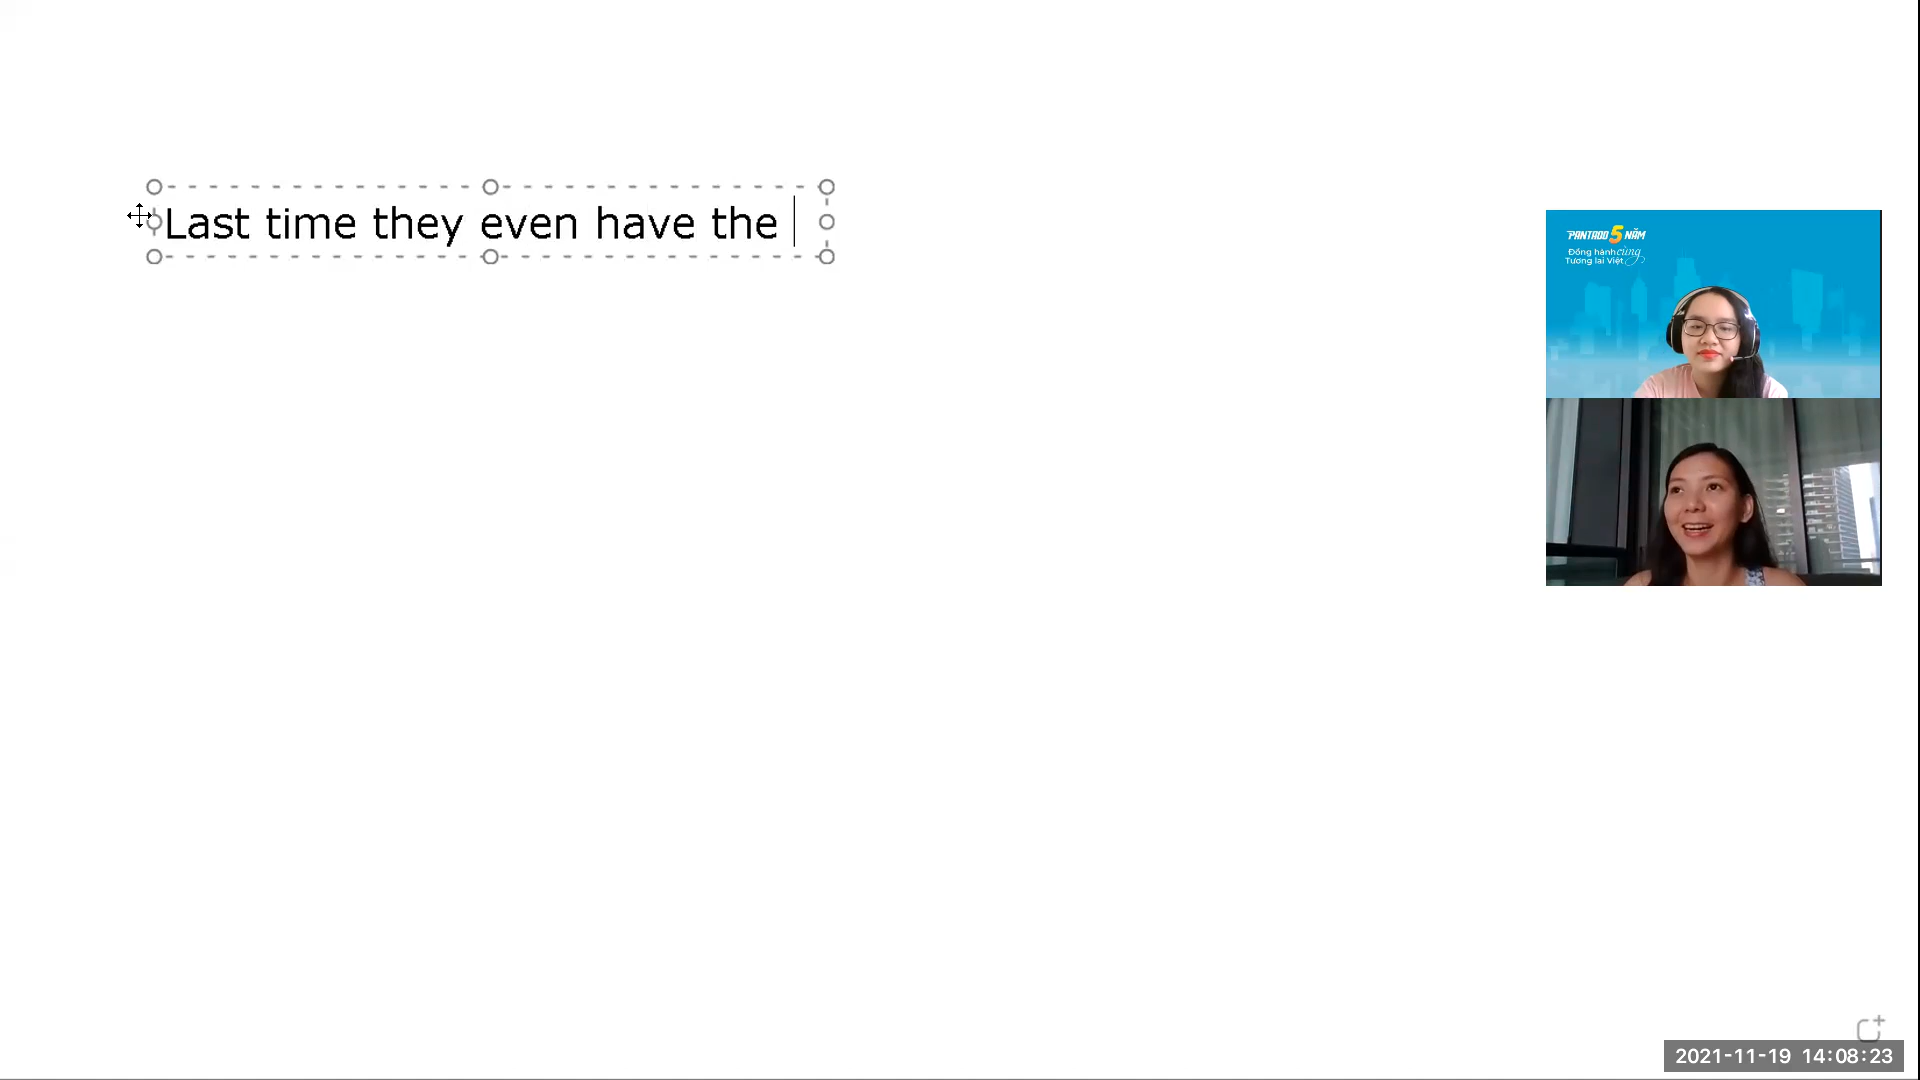 Last time they even have the
PANTADO 5 NĂM
Đồng hành cùng
Tương lai Việt
2021-11-19 14:08:23